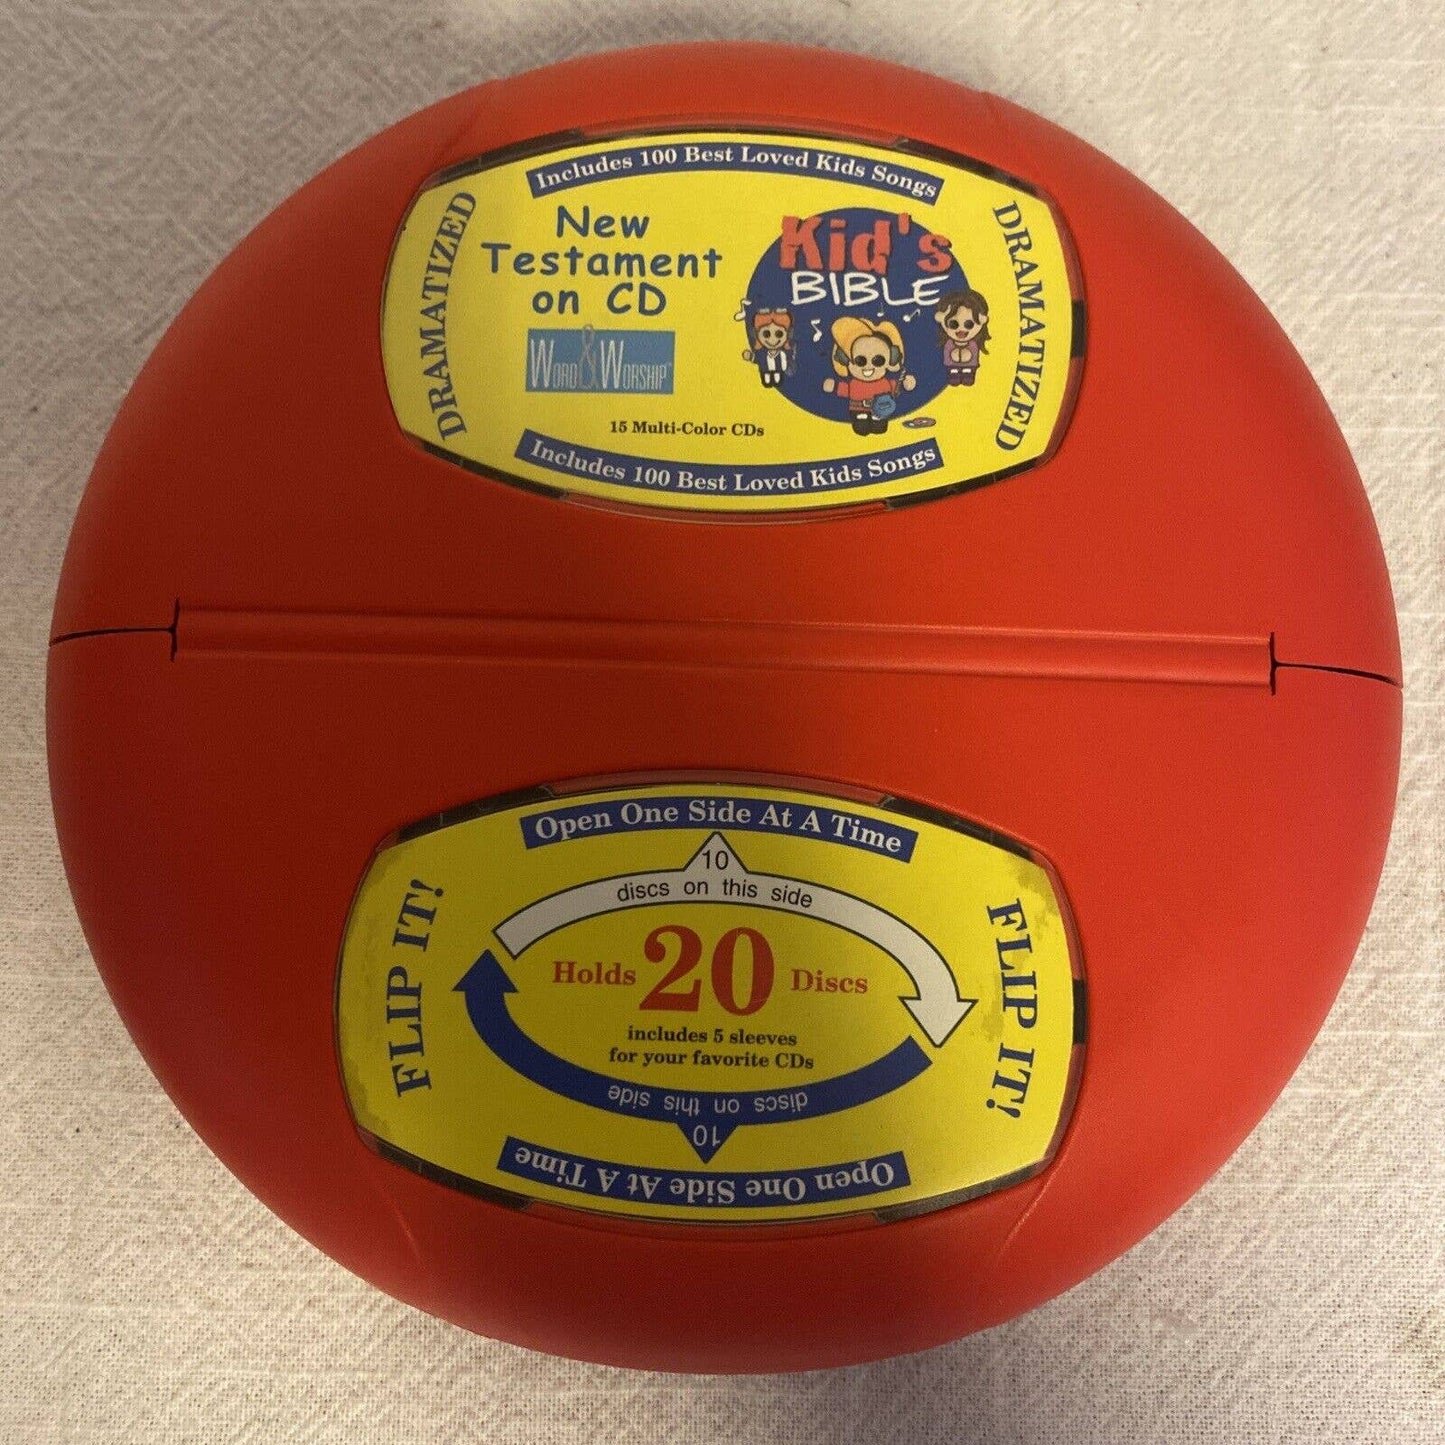 Includes 100 Best Loved Kids Songs
DRAMATIZED
New
Testament
on CD
WORD & WORSHIP™
15 Multi-Color CDs
Kid's
BIBLE
DRAMATIZED
Includes 100 Best Loved Kids Songs
Open One Side At A Time
10
discs on this side
FLIP IT!
Holds 20 Discs
includes 5 sleeves
for your favorite CDs
FLIP IT!
discs on this side
10
Open One Side At A Time